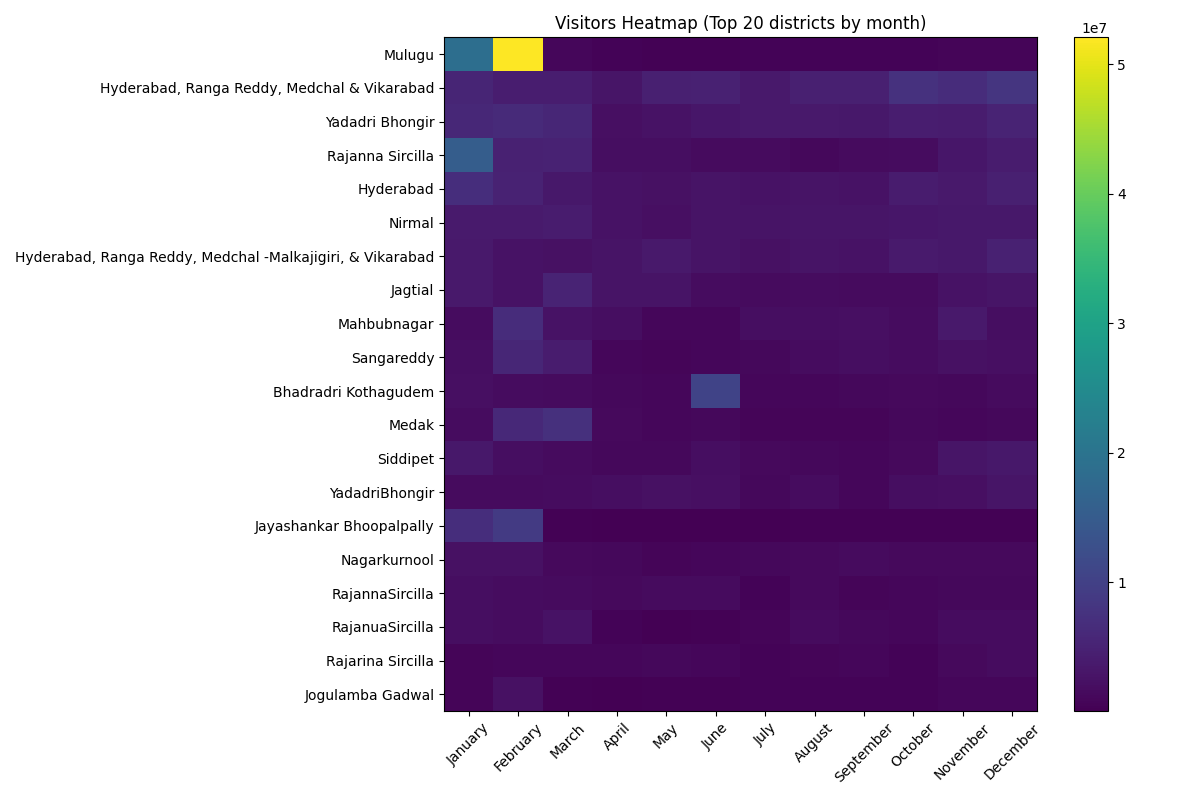 Visitors Heatmap (Top 20 districts by month)
1e7
Mulugu
Hyderabad, Ranga Reddy, Medchal & Vikarabad
Yadadri Bhongir
Rajanna Sircilla
Hyderabad
Nirmal
Hyderabad, Ranga Reddy, Medchal -Malkajigiri, & Vikarabad
Jagtial
Mahbubnagar
Sangareddy
Bhadradri Kothagudem
Medak
Siddipet
YadadriBhongir
Jayashankar Bhoopalpally
Nagarkurnool
RajannaSircilla
RajanuaSircilla
Rajarina Sircilla
Jogulamba Gadwal
January
February
March
April
May
June
July
August
September
October
November
December
5
4
3
2
1